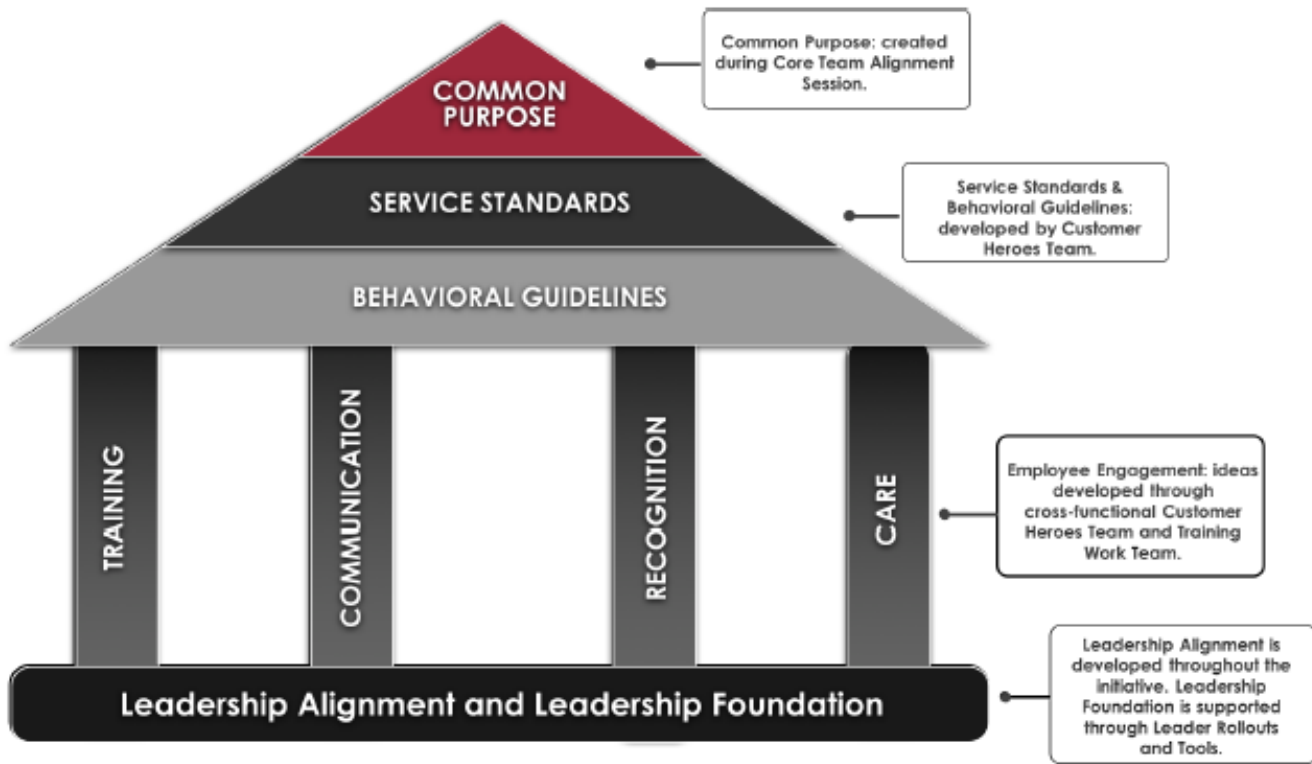 COMMON
PURPOSE
Common Purpose: created
during Core Team Alignment
Session.
SERVICE STANDARDS
Service Standards &
Behavioral Guidelines:
developed by Customer
Heroes Team.
BEHAVIORAL GUIDELINES
TRAINING
COMMUNICATION
RECOGNITION
CARE
Employee Engagement: ideas
developed through
cross-functional Customer
Heroes Team and Training
Work Team.
Leadership Alignment and Leadership Foundation
Leadership Alignment is
developed throughout the
initiative. Leadership
Foundation is supported
through Leader Rollouts
and Tools.